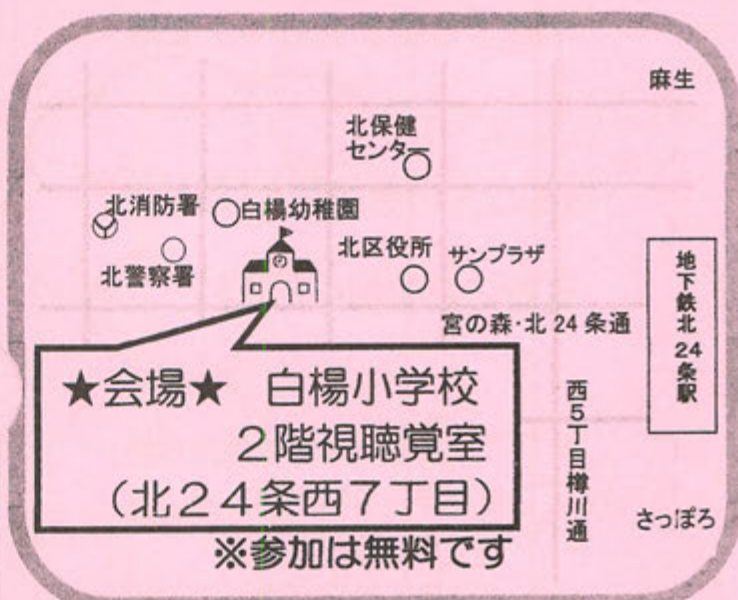 麻生
北保健
センター
北消防署
白楊幼稚園
北警察署
北区役所
サンプラザ
宮の森・北24条通
地下鉄北24条駅
★会場★ 白楊小学校
2階視聴覚室
(北24条西7丁目)
西5丁目樽川通
さっぽろ
※参加は無料です